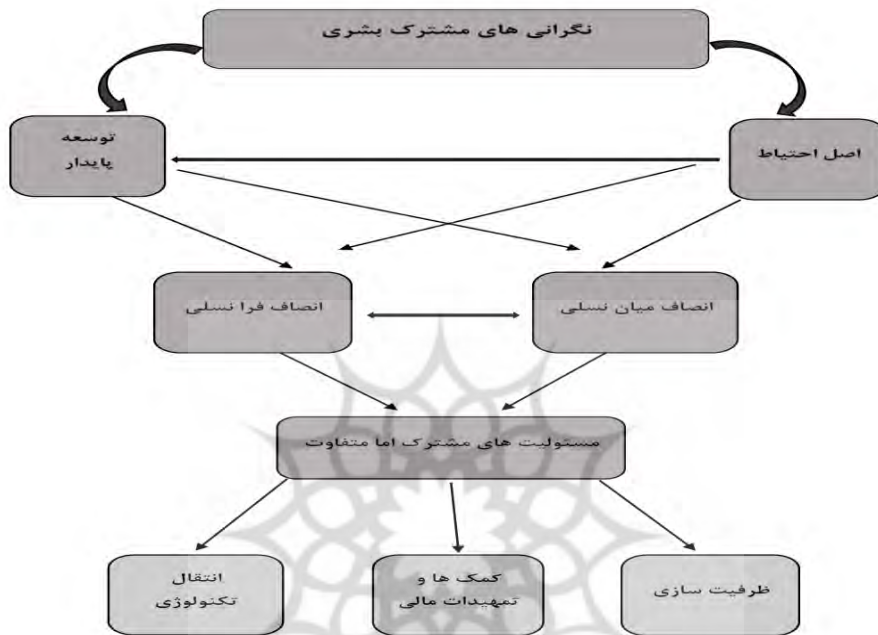 نگرانی های مشترک بشری
اصل احتیاط
توسعه
پایدار
انصاف میان نسلی
انصاف فرا نسلی
مسئولیت های مشترک اما متفاوت
ظرفیت سازی
کمک ها و
تمهیدات مالی
انتقال
تکنولوژی